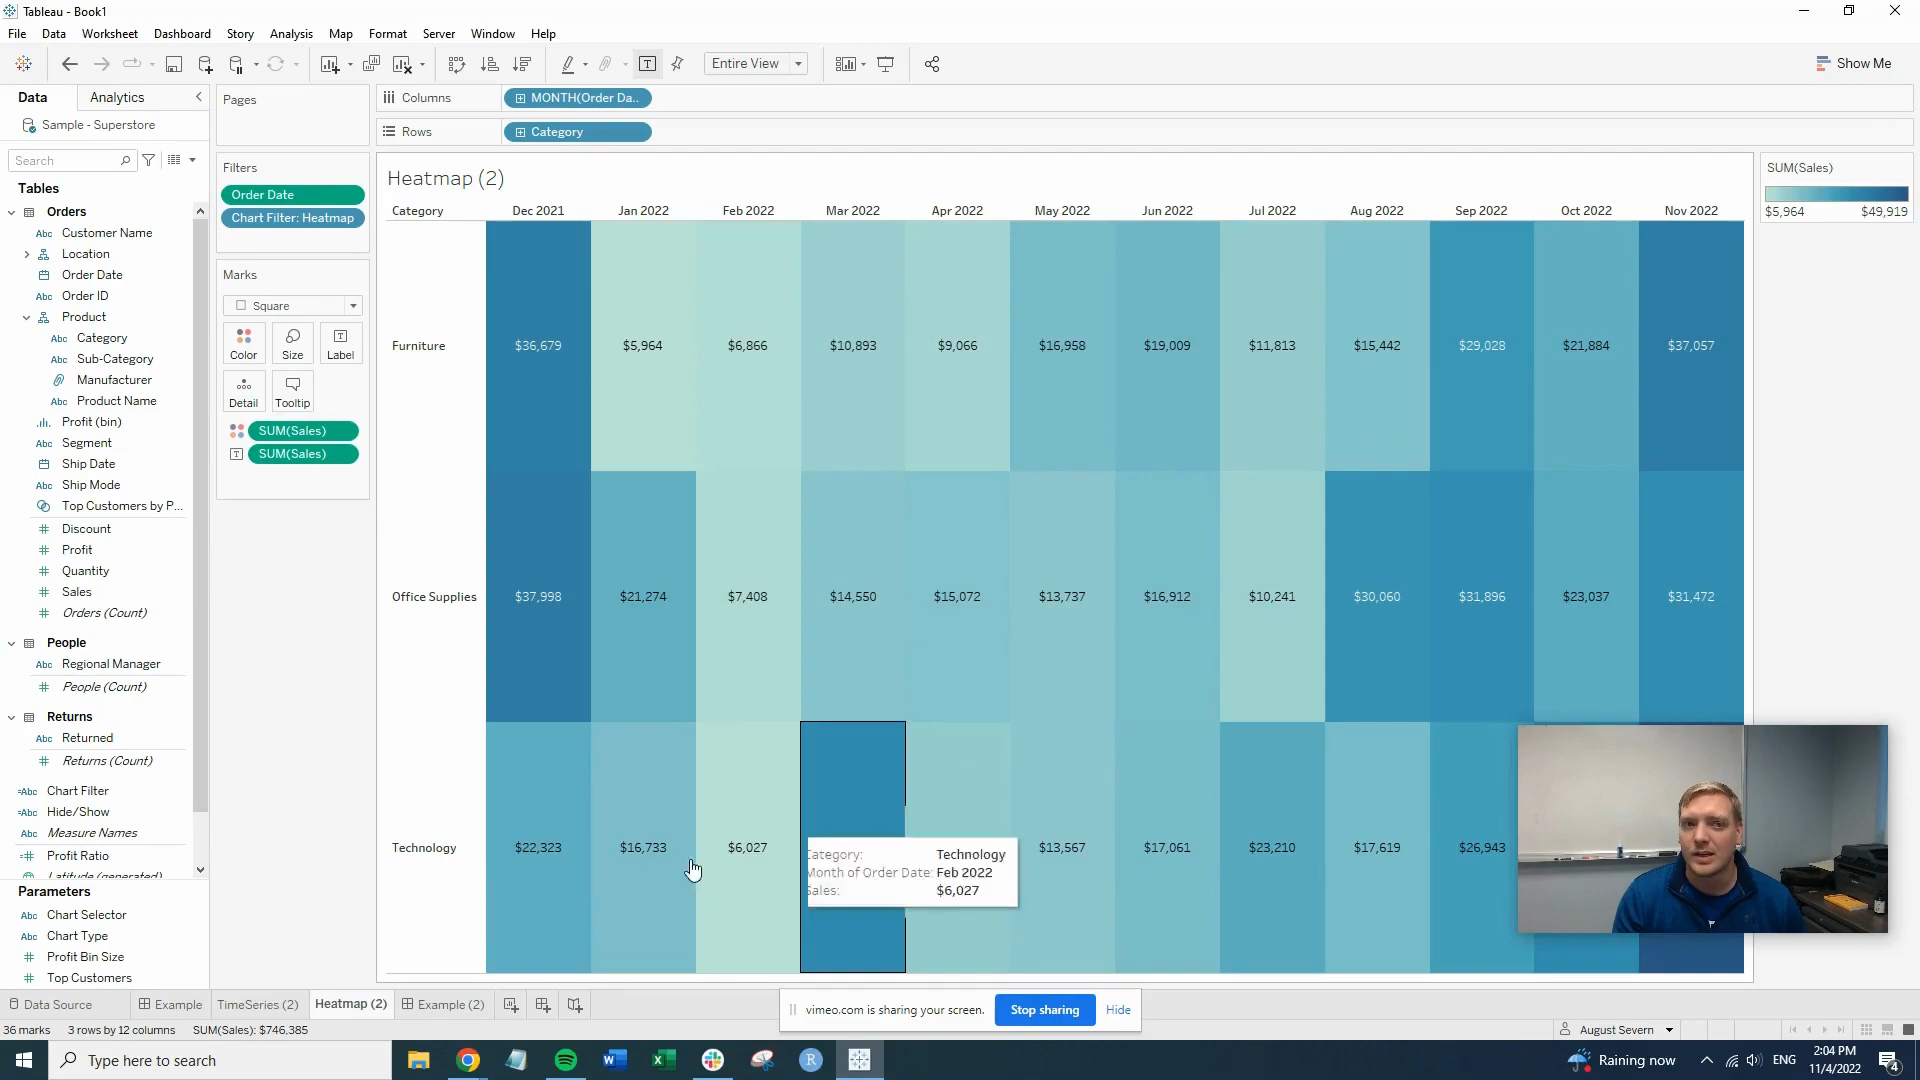 Tableau - Book1
File Data Worksheet Dashboard Story Analysis Map Format Server Window Help
Entire View
Show Me
Data Analytics
Pages
Columns MONTH(Order Da..
Sample - Superstore
Rows Category
Search
Filters
Order Date
Chart Filter: Heatmap
Tables
Orders
Customer Name
Location
Order Date
Order ID
Product
Category
Sub-Category
Manufacturer
Product Name
Profit (bin)
Segment
Ship Date
Ship Mode
Top Customers by P...
Discount
Profit
Quantity
Sales
Orders (Count)
People
Regional Manager
People (Count)
Returns
Returned
Returns (Count)
Chart Filter
Hide/Show
Measure Names
Profit Ratio
Latitude (generated)
Parameters
Chart Selector
Chart Type
Profit Bin Size
Top Customers
Marks
Square
Color Size Label
Detail Tooltip
SUM(Sales)
SUM(Sales)
Heatmap (2)
Category Dec 2021 Jan 2022 Feb 2022 Mar 2022 Apr 2022 May 2022 Jun 2022 Jul 2022 Aug 2022 Sep 2022 Oct 2022 Nov 2022
Furniture $36,679 $5,964 $6,866 $10,893 $9,066 $16,958 $19,009 $11,813 $15,442 $29,028 $21,884 $37,057
Office Supplies $37,998 $21,274 $7,408 $14,550 $15,072 $13,737 $16,912 $10,241 $30,060 $31,896 $23,037 $31,472
Technology $22,323 $16,733 $6,027 $13,567 $17,061 $23,210 $17,619 $26,943
Category: Technology
Month of Order Date: Feb 2022
Sales: $6,027
SUM(Sales)
$5,964 $49,919
Data Source Example TimeSeries (2) Heatmap (2) Example (2)
vimeo.com is sharing your screen. Stop sharing Hide
36 marks 3 rows by 12 columns SUM(Sales): $746,385
August Severn
Type here to search
Raining now
ENG
2:04 PM
11/4/2022
4